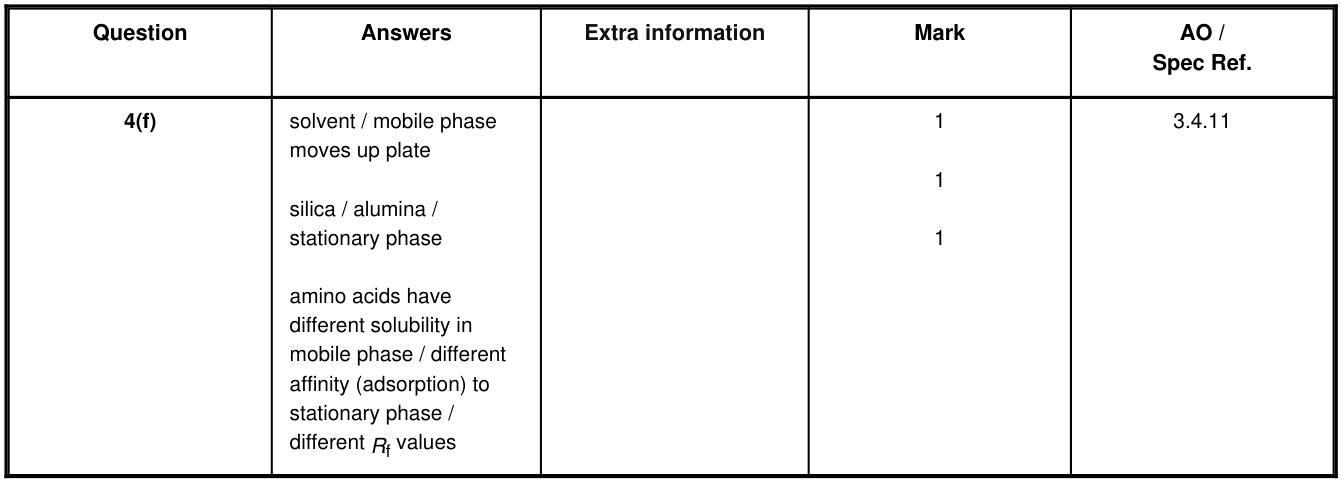 Question Answers Extra information Mark AO /
Spec Ref.
4(f) solvent / mobile phase 1 3.4.11
moves up plate
1
silica / alumina /
stationary phase 1
amino acids have
different solubility in
mobile phase / different
affinity (adsorption) to
stationary phase /
different Rf values